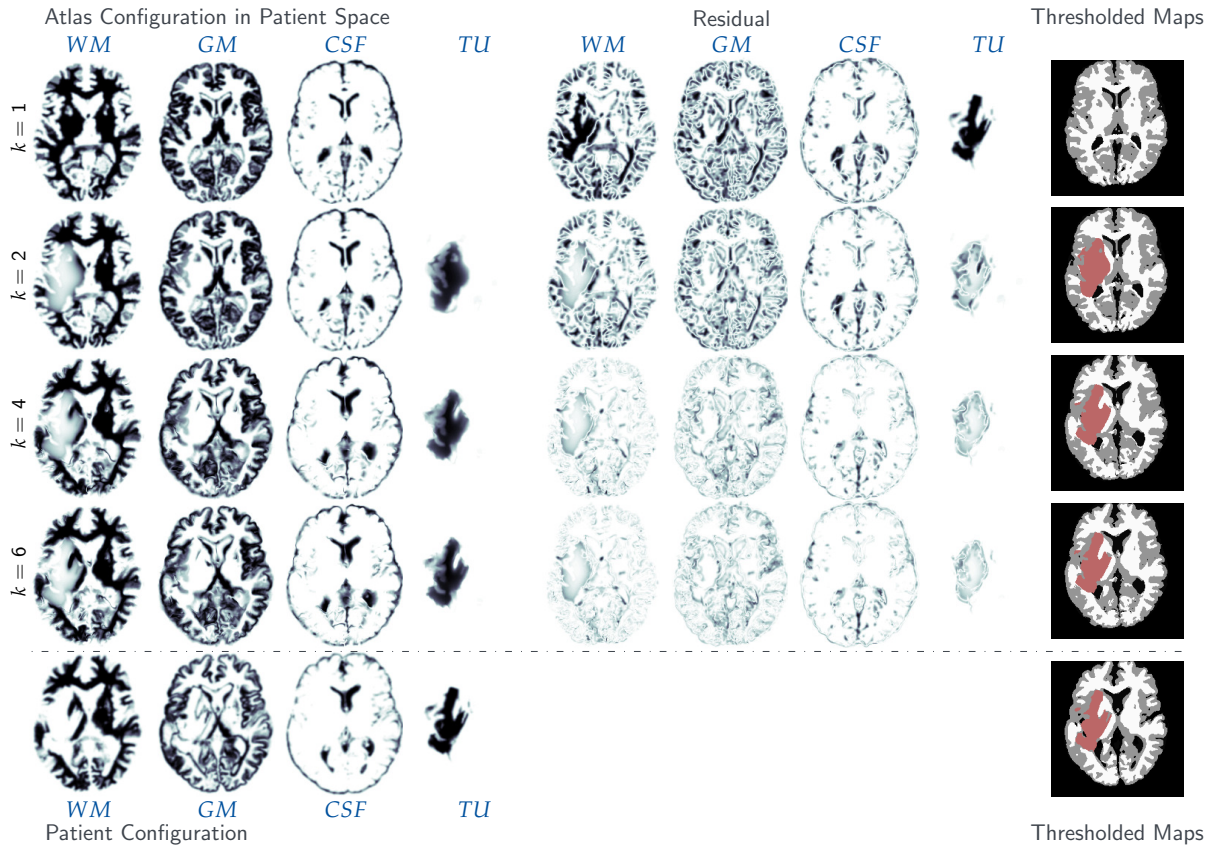 Atlas Configuration in Patient Space Residual Thresholded Maps
WM GM CSF TU WM GM CSF TU
k = 1
k = 2
k = 4
k = 6
WM GM CSF TU
Patient Configuration Thresholded Maps